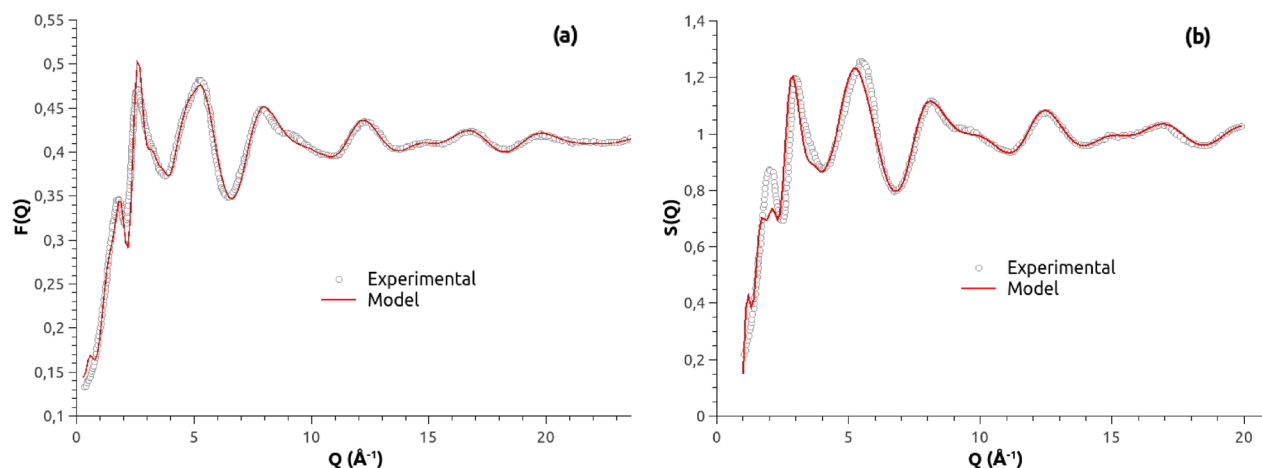 (a)
0,55
0,5
0,45
0,4
0,35
0,3
0,25
0,2
0,15
0,1
F(Q)
Experimental
Model
0 5 10 15 20
Q (Å⁻¹)
(b)
1,4
1,2
1
0,8
0,6
0,4
0,2
0
S(Q)
Experimental
Model
0 5 10 15 20
Q (Å⁻¹)